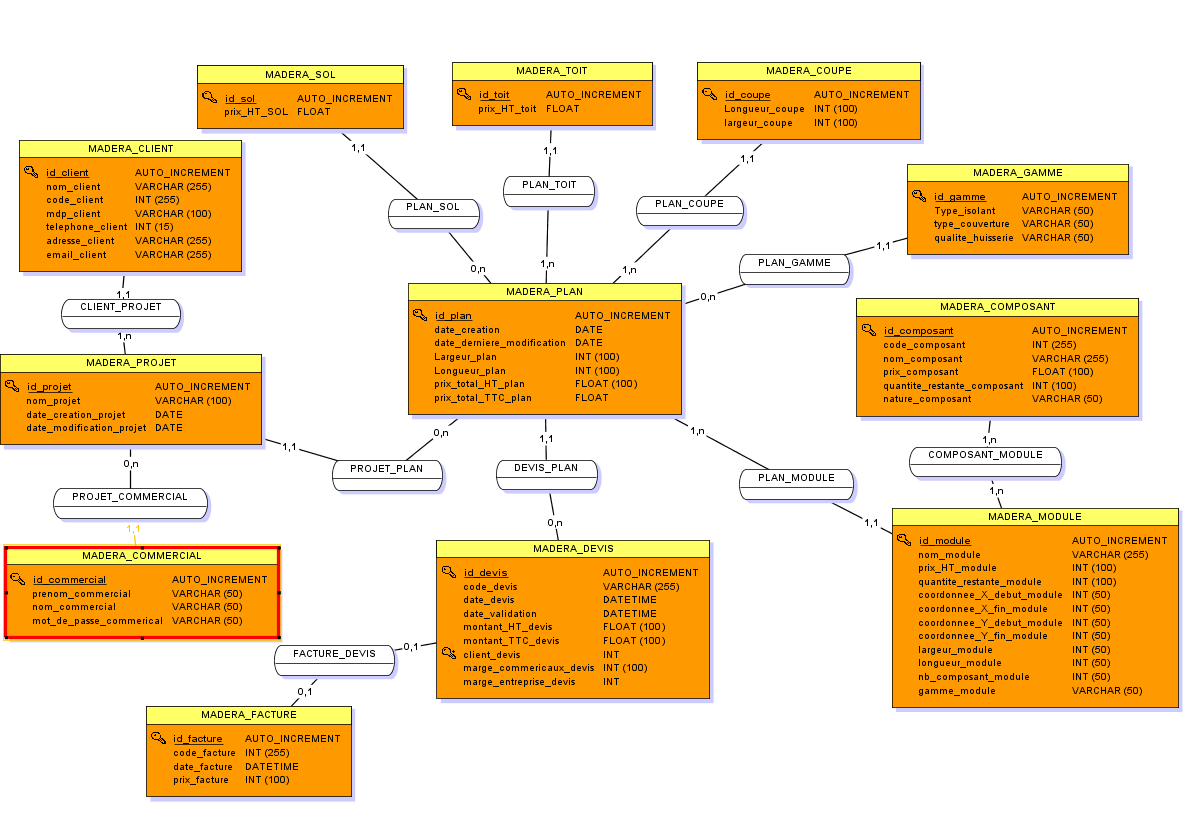 MADERA_SOL
id_sol AUTO_INCREMENT
prix_HT_SOL FLOAT
MADERA_TOIT
id_toit AUTO_INCREMENT
prix_HT_toit FLOAT
MADERA_COUPE
id_coupe AUTO_INCREMENT
Longueur_coupe INT (100)
largeur_coupe INT (100)
MADERA_CLIENT
id_client AUTO_INCREMENT
nom_client VARCHAR (255)
code_client INT (255)
mdp_client VARCHAR (100)
telephone_client INT (15)
adresse_client VARCHAR (255)
email_client VARCHAR (255)
1,1
1,1
1,1
PLAN_SOL
PLAN_TOIT
PLAN_COUPE
MADERA_GAMME
id_gamme AUTO_INCREMENT
Type_isolant VARCHAR (50)
type_couverture VARCHAR (50)
qualite_huisserie VARCHAR (50)
1,1
PLAN_GAMME
0,n
1,n
1,n
0,n
1,1
CLIENT_PROJET
1,n
MADERA_PLAN
id_plan AUTO_INCREMENT
date_creation DATE
date_derniere_modification DATE
Largeur_plan INT (100)
Longueur_plan INT (100)
prix_total_HT_plan FLOAT (100)
prix_total_TTC_plan FLOAT
MADERA_COMPOSANT
id_composant AUTO_INCREMENT
code_composant INT (255)
nom_composant VARCHAR (255)
prix_composant FLOAT (100)
quantite_restante_composant INT (100)
nature_composant VARCHAR (50)
MADERA_PROJET
id_projet AUTO_INCREMENT
nom_projet VARCHAR (100)
date_creation_projet DATE
date_modification_projet DATE
1,1
0,n
1,1
1,n
1,n
PROJET_PLAN
DEVIS_PLAN
PLAN_MODULE
COMPOSANT_MODULE
0,n
PROJET_COMMERCIAL
1,1
0,n
1,1
1,n
MADERA_COMMERCIAL
id_commercial AUTO_INCREMENT
prenom_commercial VARCHAR (50)
nom_commercial VARCHAR (50)
mot_de_passe_commerical VARCHAR (50)
MADERA_DEVIS
id_devis AUTO_INCREMENT
code_devis VARCHAR (255)
date_devis DATETIME
date_validation DATETIME
montant_HT_devis FLOAT (100)
montant_TTC_devis FLOAT (100)
client_devis INT
marge_commericaux_devis INT (100)
marge_entreprise_devis INT
MADERA_MODULE
id_module AUTO_INCREMENT
nom_module VARCHAR (255)
prix_HT_module INT (100)
quantite_restante_module INT (100)
coordonnee_X_debut_module INT (50)
coordonnee_X_fin_module INT (50)
coordonnee_Y_debut_module INT (50)
coordonnee_Y_fin_module INT (50)
largeur_module INT (50)
longueur_module INT (50)
nb_composant_module INT (50)
gamme_module VARCHAR (50)
0,1
FACTURE_DEVIS
0,1
MADERA_FACTURE
id_facture AUTO_INCREMENT
code_facture INT (255)
date_facture DATETIME
prix_facture INT (100)